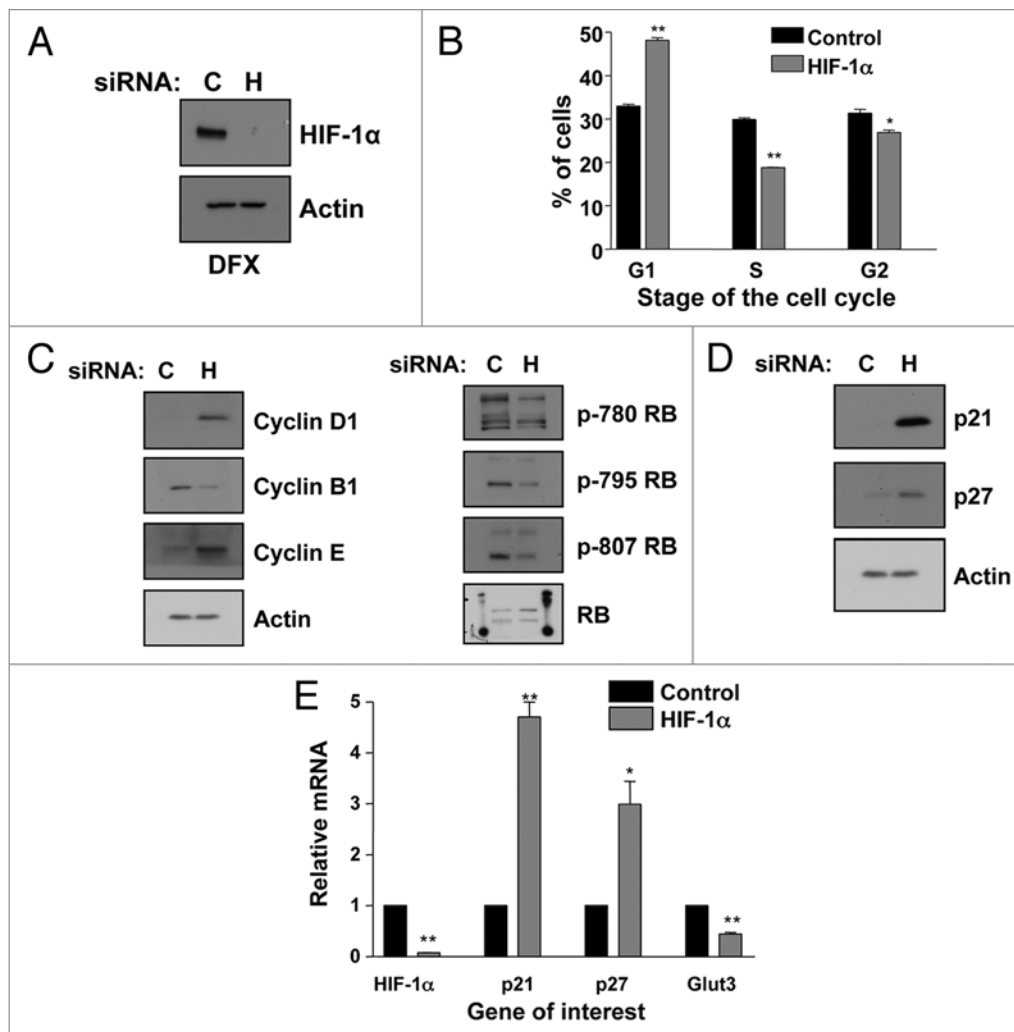 A
siRNA: C H
HIF-1α
Actin
DFX
B
50
40
30
20
10
0
% of cells
**
**
*
Control
HIF-1α
G1 S G2
Stage of the cell cycle
C
siRNA: C H
Cyclin D1
Cyclin B1
Cyclin E
Actin
siRNA: C H
p-780 RB
p-795 RB
p-807 RB
RB
D
siRNA: C H
p21
p27
Actin
E
Control
HIF-1α
5
4
3
2
1
0
Relative mRNA
**
**
*
**
HIF-1α p21 p27 Glut3
Gene of interest